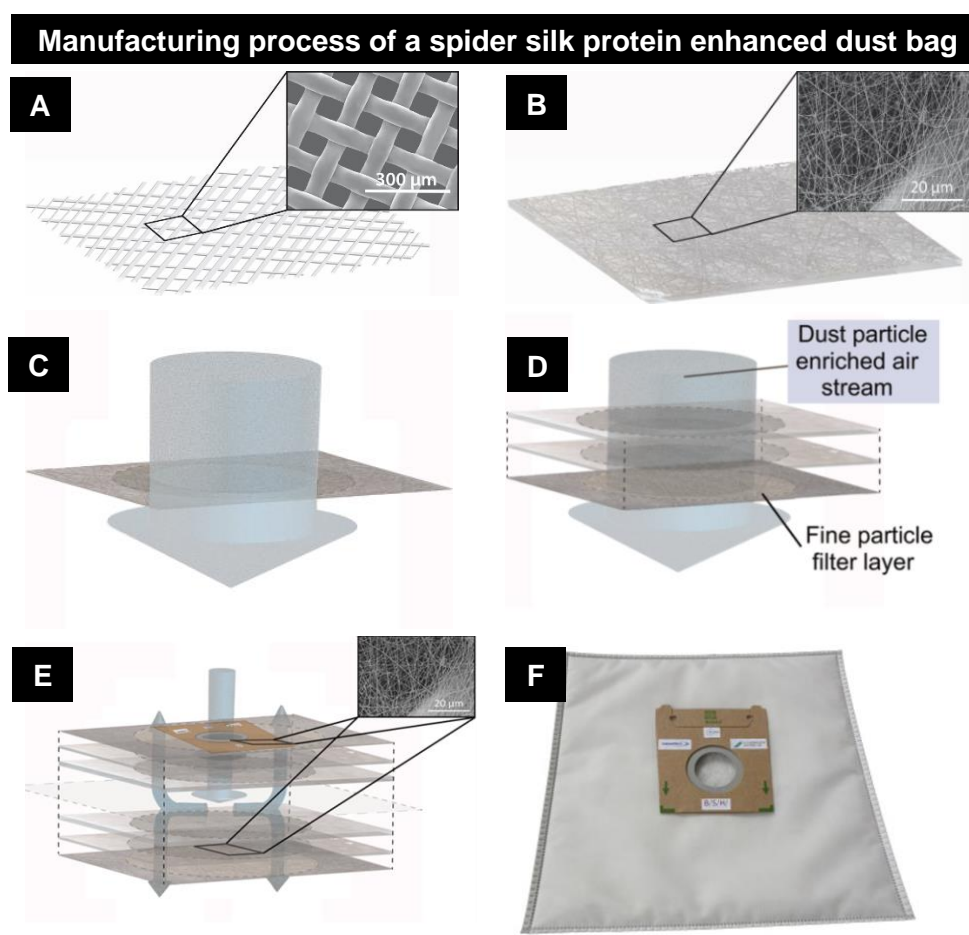 Manufacturing process of a spider silk protein enhanced dust bag
A
300 µm
B
20 µm
C
D
Dust particle
enriched air
stream
Fine particle
filter layer
E
20 µm
F
B/S/H/